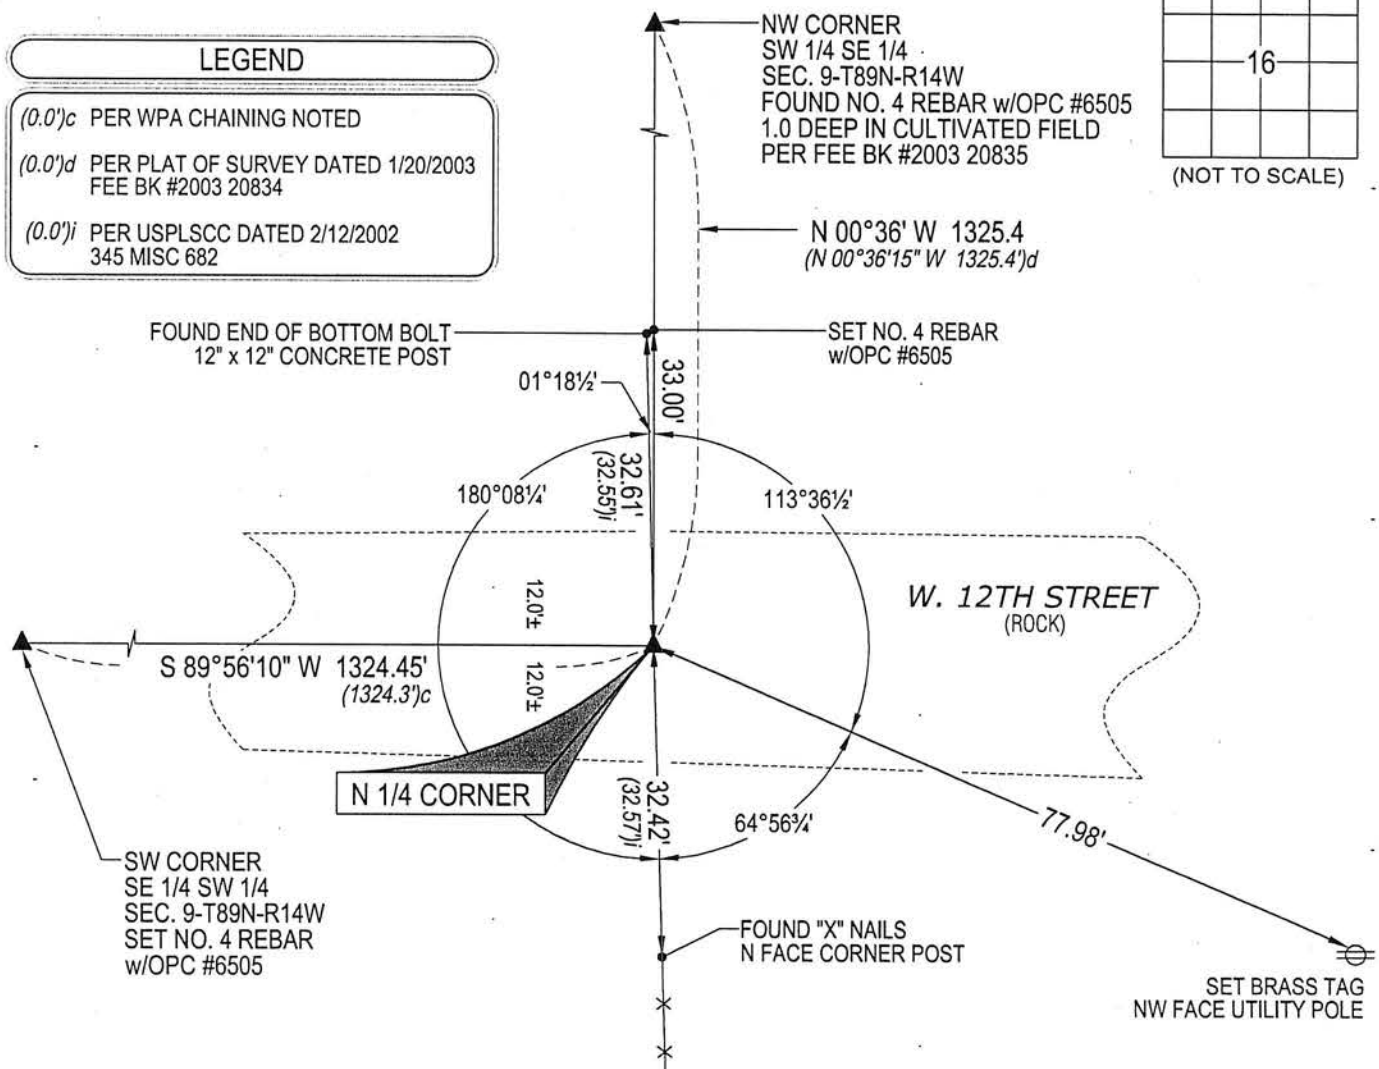 LEGEND
(0.0')c PER WPA CHAINING NOTED
(0.0')d PER PLAT OF SURVEY DATED 1/20/2003
FEE BK #2003 20834
(0.0')i PER USPLSCC DATED 2/12/2002
345 MISC 682
NW CORNER
SW 1/4 SE 1/4
SEC. 9-T89N-R14W
FOUND NO. 4 REBAR w/OPC #6505
1.0 DEEP IN CULTIVATED FIELD
PER FEE BK #2003 20835
16
(NOT TO SCALE)
N 00°36' W 1325.4
(N 00°36'15" W 1325.4')d
FOUND END OF BOTTOM BOLT
12" x 12" CONCRETE POST
SET NO. 4 REBAR
w/OPC #6505
01°18½'
33.00'
32.61'
(32.55')i
180°08¼'
113°36½'
W. 12TH STREET
(ROCK)
12.0'±
12.0'±
S 89°56'10" W 1324.45'
(1324.3')c
N 1/4 CORNER
32.42'
(32.57')i
64°56¾'
77.98'
SW CORNER
SE 1/4 SW 1/4
SEC. 9-T89N-R14W
SET NO. 4 REBAR
w/OPC #6505
FOUND "X" NAILS
N FACE CORNER POST
SET BRASS TAG
NW FACE UTILITY POLE